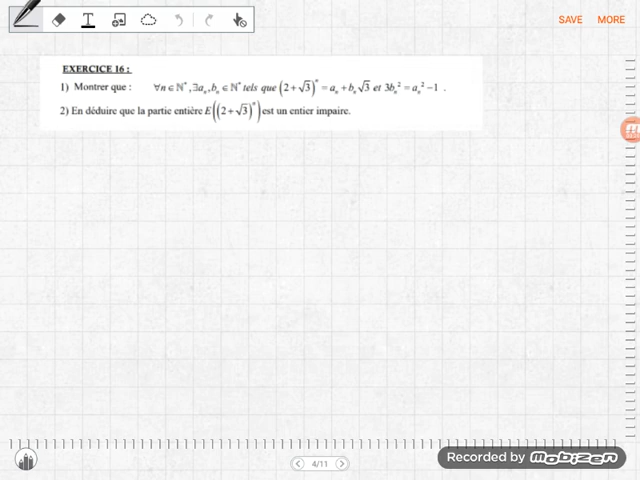 SAVE MORE
EXERCICE 16 :
1) Montrer que : ∀n ∈ ℕ*, ∃aₙ, bₙ ∈ ℕ* tels que (2 + √3)ⁿ = aₙ + bₙ√3 et 3bₙ² = aₙ² − 1 .
2) En déduire que la partie entière E((2 + √3)ⁿ) est un entier impaire.
4/11
Recorded by mobizen